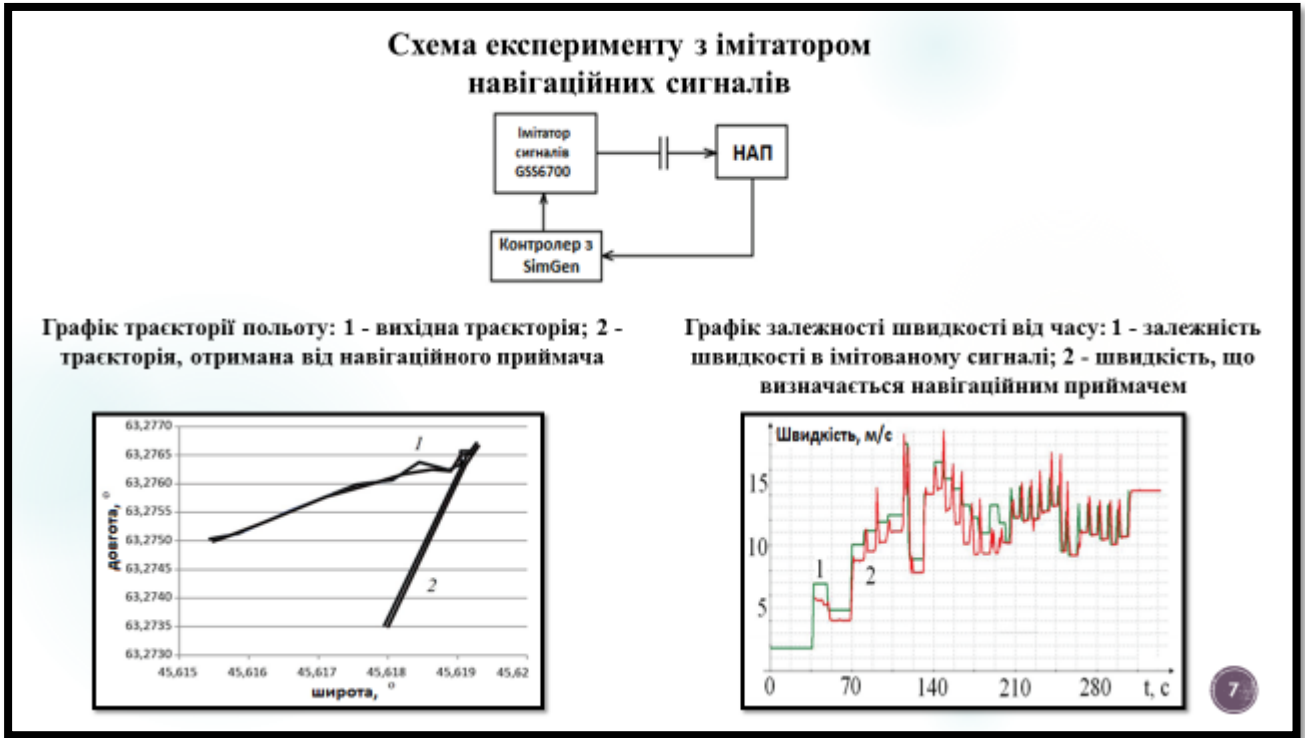 Схема експерименту з імітатором
навігаційних сигналів
Імітатор
сигналів
GSS6700
НАП
Контролер з
SimGen
Графік траєкторії польоту: 1 - вихідна траєкторія; 2 -
траєкторія, отримана від навігаційного приймача
Графік залежності швидкості від часу: 1 - залежність
швидкості в імітованому сигналі; 2 - швидкість, що
визначається навігаційним приймачем
63,2770
63,2765
63,2760
63,2755
63,2750
63,2745
63,2740
63,2735
63,2730
довгота, °
1
2
45,615 45,616 45,617 45,618 45,619 45,62
широта, °
Швидкість, м/с
15
10
5
1 2
0 70 140 210 280 t, с
7